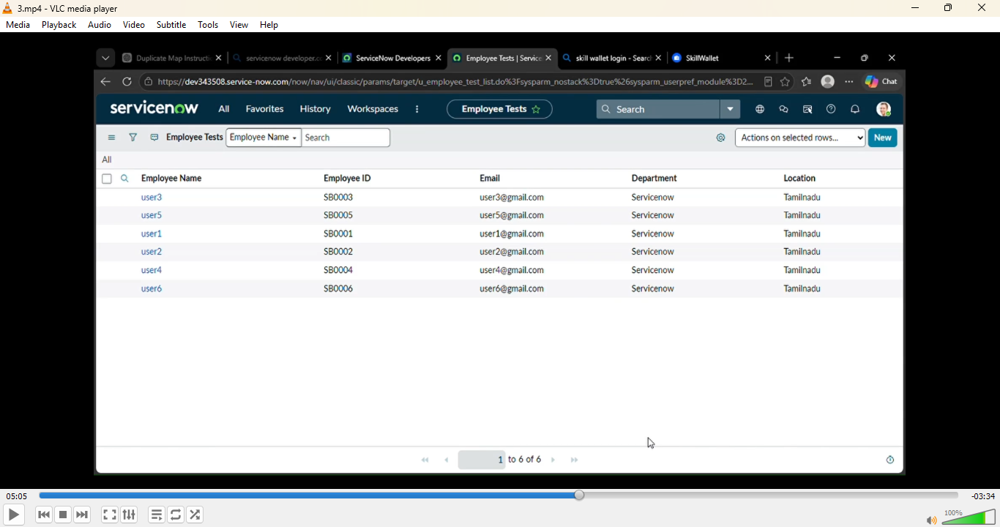 3.mp4 - VLC media player
Media Playback Audio Video Subtitle Tools View Help
Duplicate Map Instructi servicenow developer.c ServiceNow Developers Employee Tests | Service skill wallet login - Search SkillWallet
https://dev343508.service-now.com/now/nav/ui/classic/params/target/u_employee_test_list.do%3Fsysparm_nostack%3Dtrue%26sysparm_userpref_module%3D2... Chat
servicenow All Favorites History Workspaces Employee Tests Search
Employee Tests Employee Name Search Actions on selected rows... New
All
Employee Name Employee ID Email Department Location
user3 SB0003 user3@gmail.com Servicenow Tamilnadu
user5 SB0005 user5@gmail.com Servicenow Tamilnadu
user1 SB0001 user1@gmail.com Servicenow Tamilnadu
user2 SB0002 user2@gmail.com Servicenow Tamilnadu
user4 SB0004 user4@gmail.com Servicenow Tamilnadu
user6 SB0006 user6@gmail.com Servicenow Tamilnadu
1 to 6 of 6
05:05 -03:34
100%